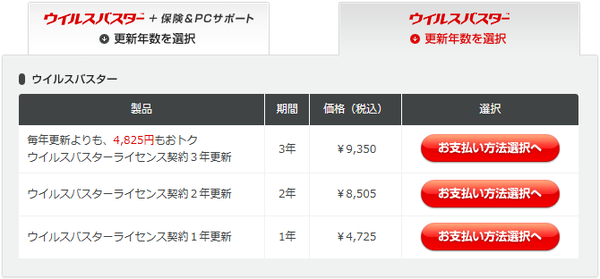 ウイルスバスター + 保険&PCサポート
更新年数を選択
ウイルスバスター
更新年数を選択
ウイルスバスター
製品 期間 価格（税込） 選択
毎年更新よりも、4,825円もおトク
ウイルスバスターライセンス契約３年更新 3年 ￥9,350 お支払い方法選択へ
ウイルスバスターライセンス契約２年更新 2年 ￥8,505 お支払い方法選択へ
ウイルスバスターライセンス契約１年更新 1年 ￥4,725 お支払い方法選択へ